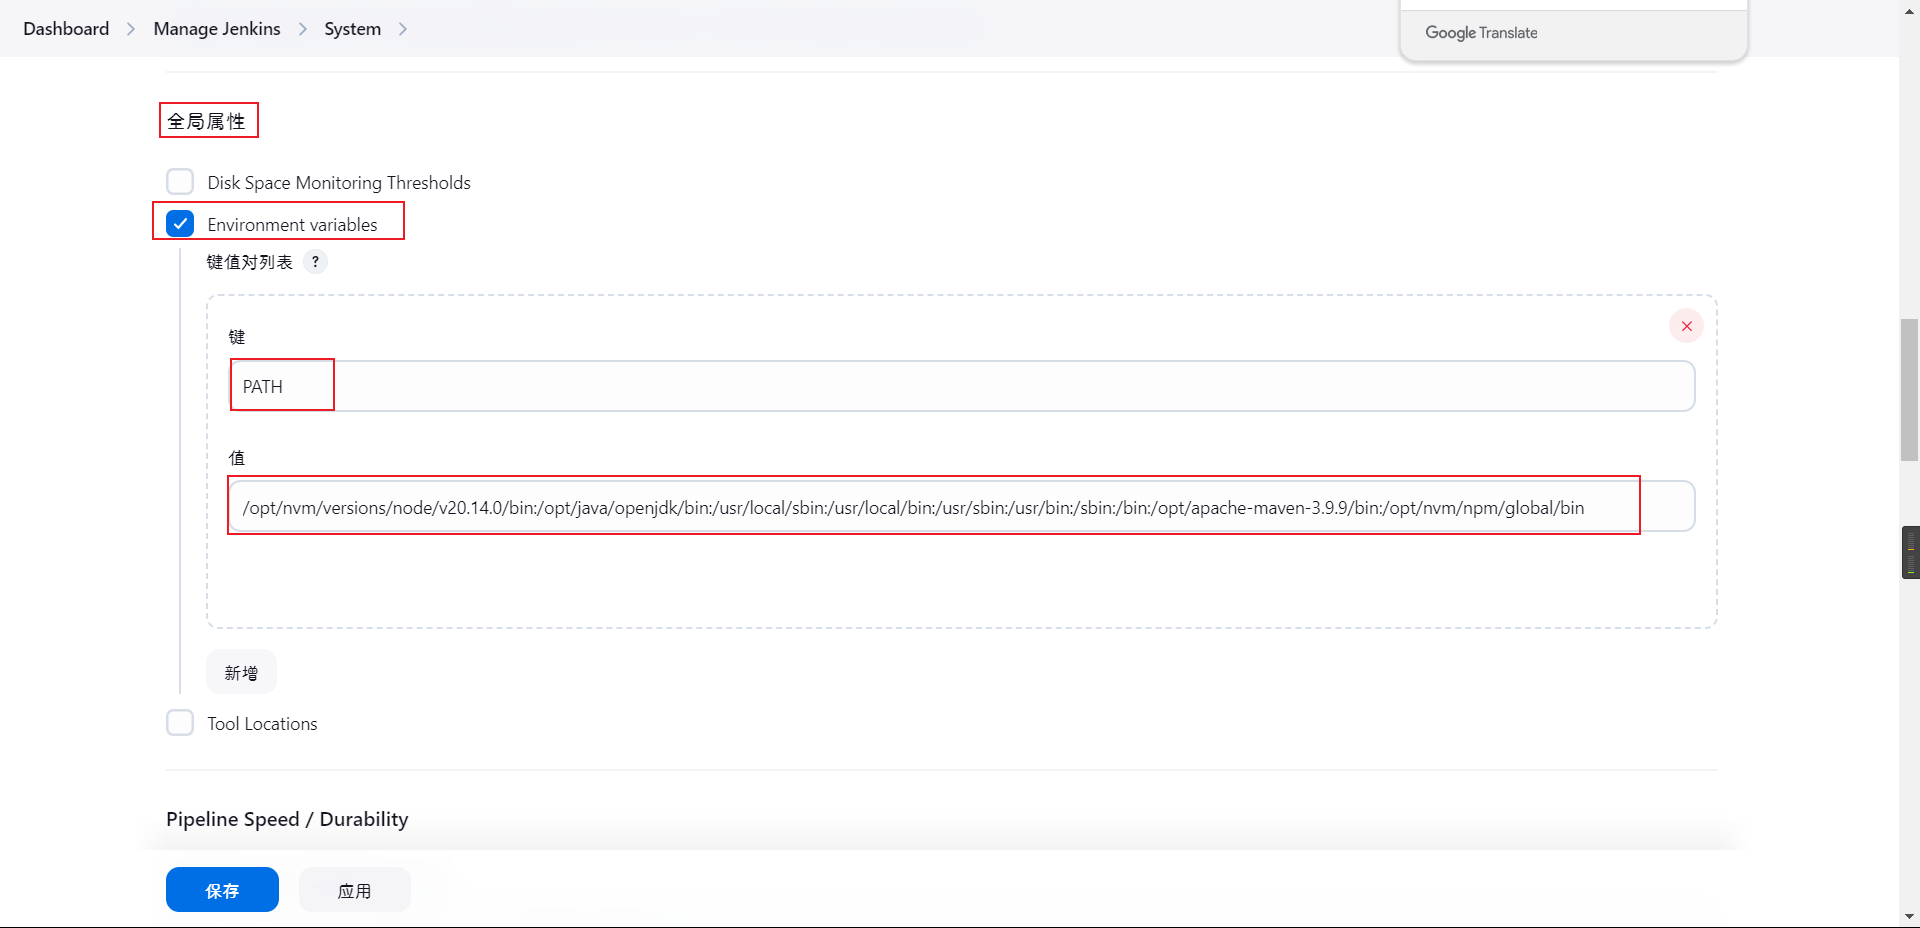 Dashboard > Manage Jenkins > System >
Google Translate
全局属性
Disk Space Monitoring Thresholds
Environment variables
键值对列表 ?
键
PATH
值
/opt/nvm/versions/node/v20.14.0/bin:/opt/java/openjdk/bin:/usr/local/sbin:/usr/local/bin:/usr/sbin:/usr/bin:/sbin:/bin:/opt/apache-maven-3.9.9/bin:/opt/nvm/npm/global/bin
新增
Tool Locations
Pipeline Speed / Durability
保存 应用